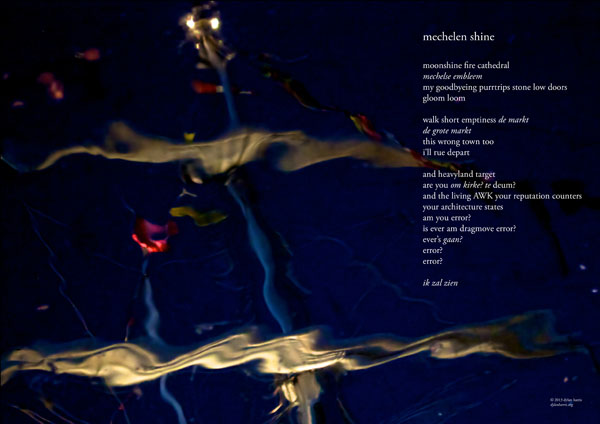 mechelen shine
moonshine fire cathedral
mechelse embleem
my goodbyeing purrtrips stone low doors
gloom loom
walk short emptiness de markt
de grote markt
this wrong town too
i'll rue depart
and heavyland target
are you om kirke? te deum?
and the living AWK your reputation counters
your architecture states
am you error?
is ever am dragmove error?
ever's gaan?
error?
error?
ik zal zien
© 2013 dylan harris